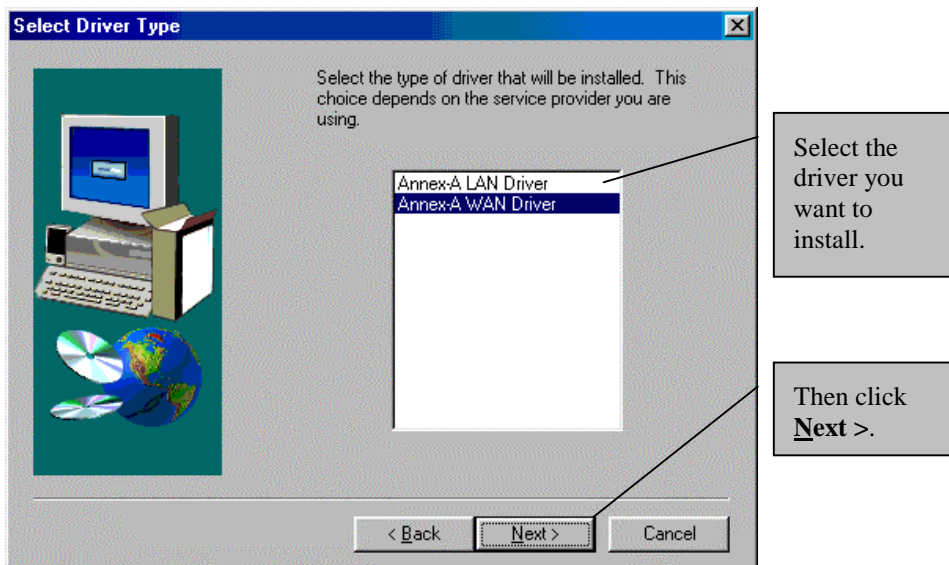 Select Driver Type
Select the type of driver that will be installed. This
choice depends on the service provider you are
using.
Annex-A LAN Driver
Annex-A WAN Driver
Select the
driver you
want to
install.
Then click
Next >.
< Back
Next >
Cancel